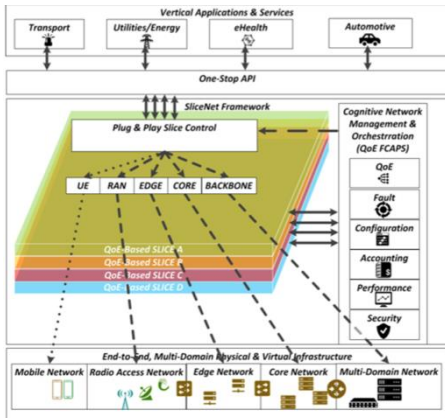 Vertical Applications & Services
Transport
Utilities/Energy
eHealth
Automotive
One-Stop API
SliceNet Framework
Plug & Play Slice Control
UE
RAN
EDGE
CORE
BACKBONE
QoE-Based SLICE A
QoE-Based SLICE B
QoE-Based SLICE C
QoE-Based SLICE D
Cognitive Network
Management &
Orchestrration
(QoE FCAPS)
QoE
Fault
Configuration
Accounting
Performance
Security
End-to-End, Multi-Domain Physical & Virtual Infrastructure
Mobile Network
Radio Access Network
Edge Network
Core Network
Multi-Domain Network